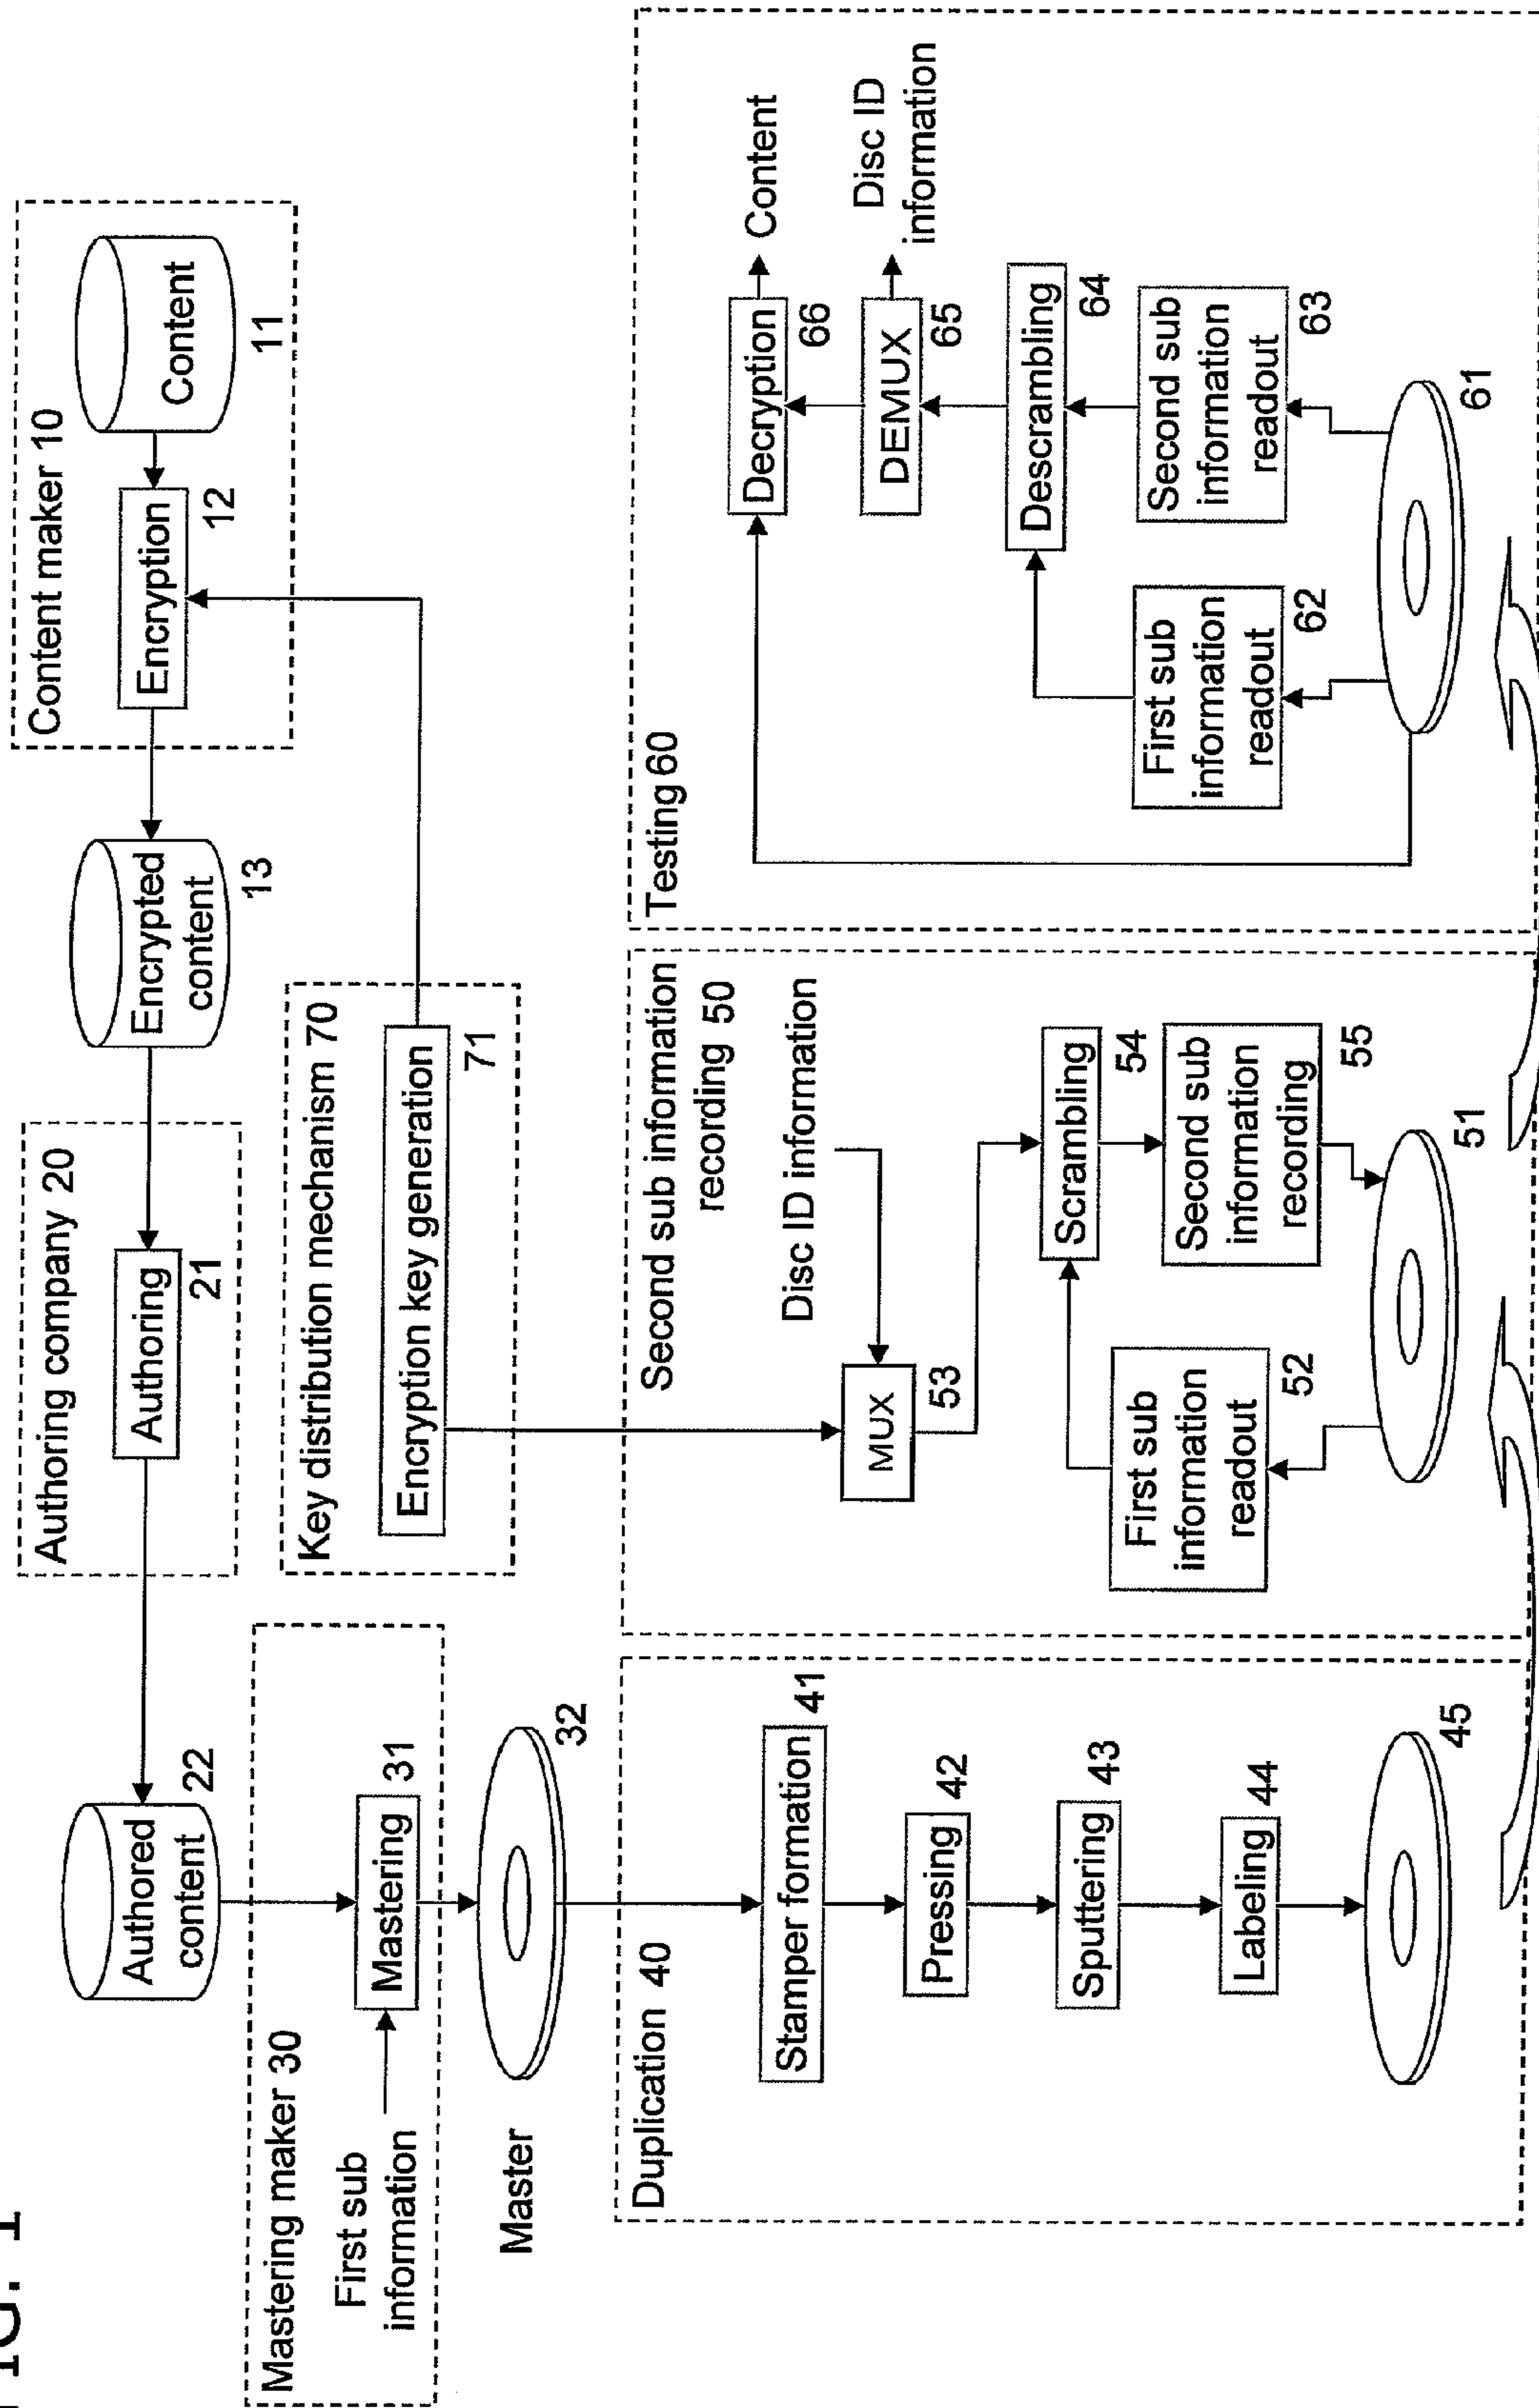 FIG. 1
Content maker 10
Content
11
Encryption
12
Encrypted
content
13
Authoring company 20
Authoring
21
Authored
content
22
Key distribution mechanism 70
Encryption key generation
71
Mastering maker 30
First sub
information
Mastering
31
Master
32
Duplication 40
Stamper formation
41
Pressing
42
Sputtering
43
Labeling
44
45
Second sub information
recording 50
Disc ID information
MUX
53
Scrambling
54
First sub
information
readout
52
Second sub
information
recording
55
51
Testing 60
Decryption
66
Content
DEMUX
65
Disc ID
information
Descrambling
64
First sub
information
readout
62
Second sub
information
readout
63
61